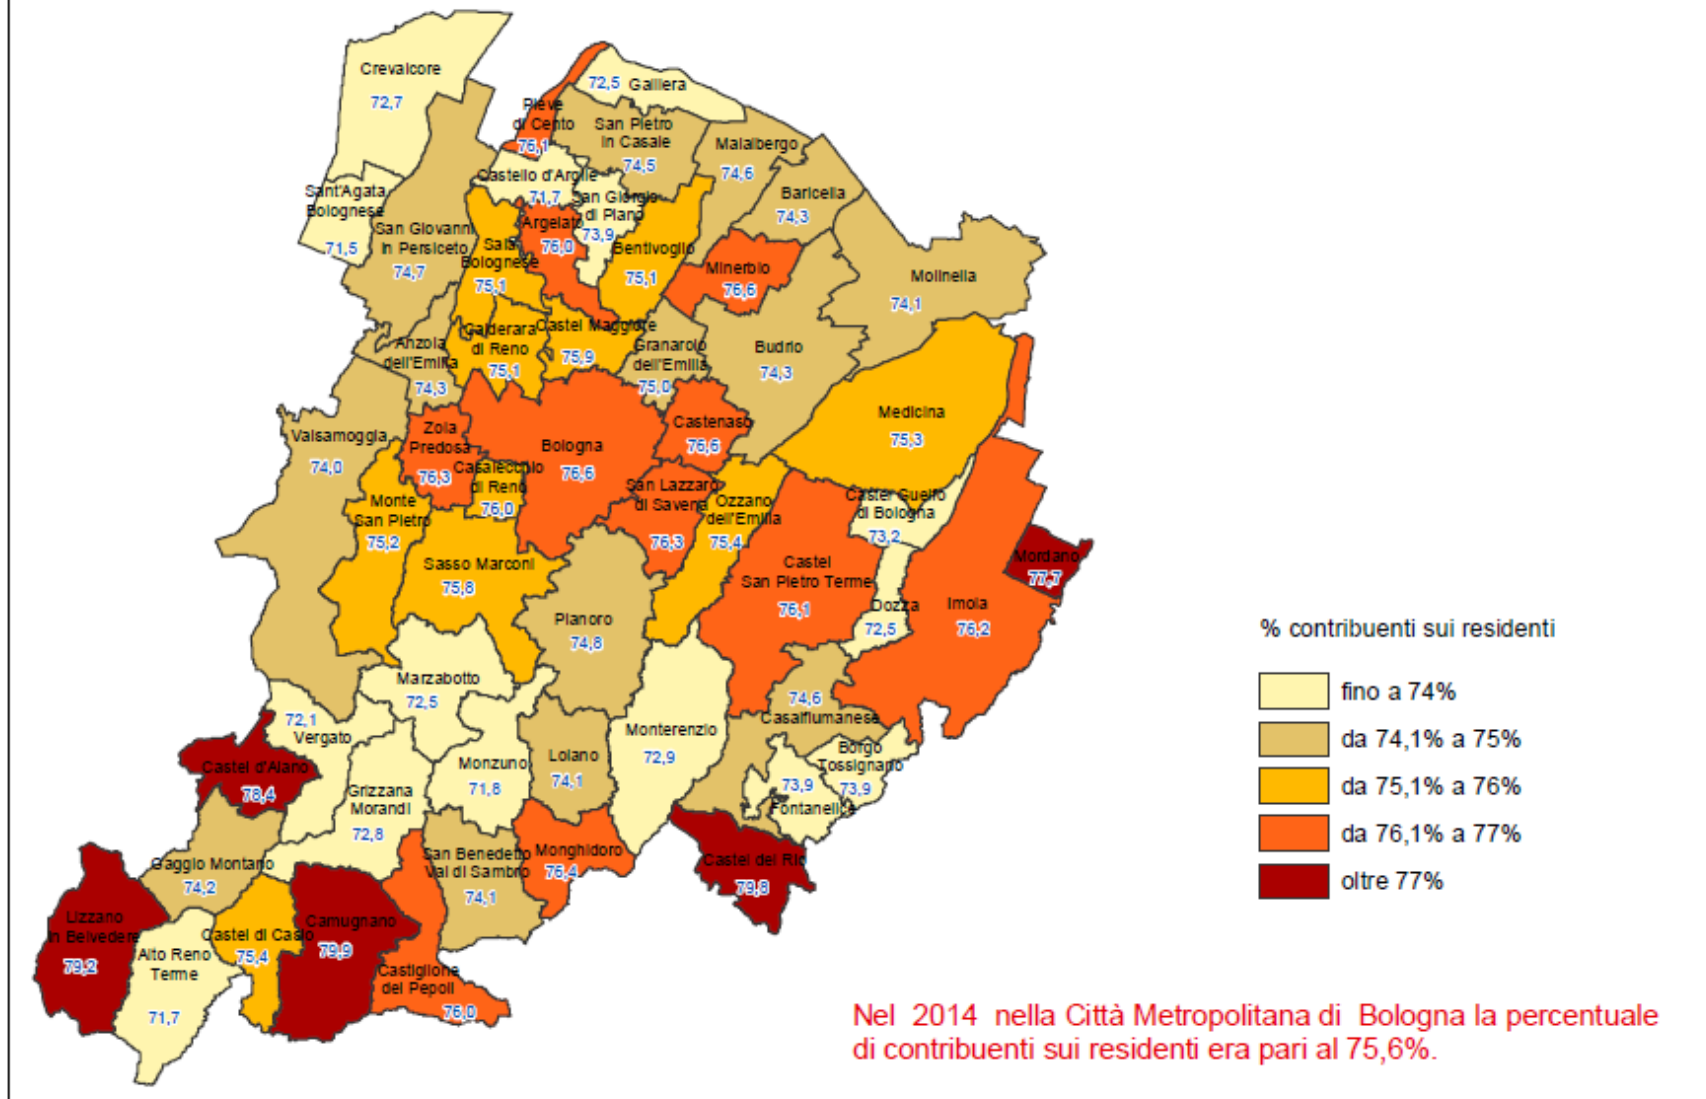 Crevalcore
72,7
72,5 Galliera
Pieve
di Cento
76,1
San Pietro
in Casale
74,5
Malalbergo
74,6
Baricella
74,3
Sant'Agata
Bolognese
71,5
San Giovanni
in Persiceto
74,7
Castello d'Argile
71,7
San Giorgio
di Piano
73,9
Argelato
76,0
Sala
Bolognese
75,1
Bentivoglio
75,1
Minerbio
76,6
Molinella
74,1
Anzola
dell'Emilia
74,3
Calderara
di Reno
75,1
Castel Maggiore
75,9
Granarolo
dell'Emilia
75,0
Budrio
74,3
Medicina
75,3
Valsamoggia
74,0
Zola
Predosa
76,3
Casalecchio
di Reno
76,0
Bologna
76,6
Castenaso
76,6
San Lazzaro
di Savena
76,3
Ozzano
dell'Emilia
75,4
Castel Guelfo
di Bologna
73,2
Monte
San Pietro
75,2
Sasso Marconi
75,8
Pianoro
74,8
Castel
San Pietro Terme
76,1
Dozza
72,5
Imola
76,2
Mordano
77,7
Marzabotto
72,5
72,1
Vergato
Castel d'Aiano
78,4
Grizzana
Morandi
72,8
Monzuno
71,8
Loiano
74,1
Monterenzio
72,9
74,6
Casalfiumanese
Borgo
Tossignano
73,9
73,9
Fontanelice
Gaggio Montano
74,2
San Benedetto
Val di Sambro
74,1
Monghidoro
76,4
Castel del Rio
79,8
Lizzano
in Belvedere
79,2
Alto Reno
Terme
71,7
Castel di Casio
75,4
Camugnano
79,9
Castiglione
dei Pepoli
76,0
% contribuenti sui residenti
fino a 74%
da 74,1% a 75%
da 75,1% a 76%
da 76,1% a 77%
oltre 77%
Nel 2014 nella Città Metropolitana di Bologna la percentuale
di contribuenti sui residenti era pari al 75,6%.